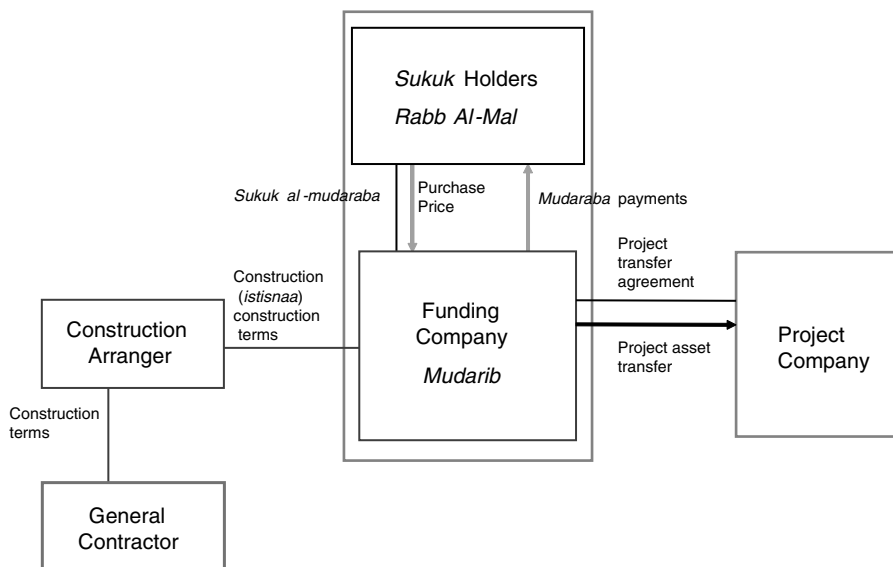 Sukuk Holders
Rabb Al-Mal
Sukuk al-mudaraba
Purchase
Price
Mudaraba payments
Project
transfer
agreement
Construction
(istisnaa)
construction
terms
Funding
Company
Mudarib
Construction
Arranger
Project
Company
Project asset
transfer
Construction
terms
General
Contractor